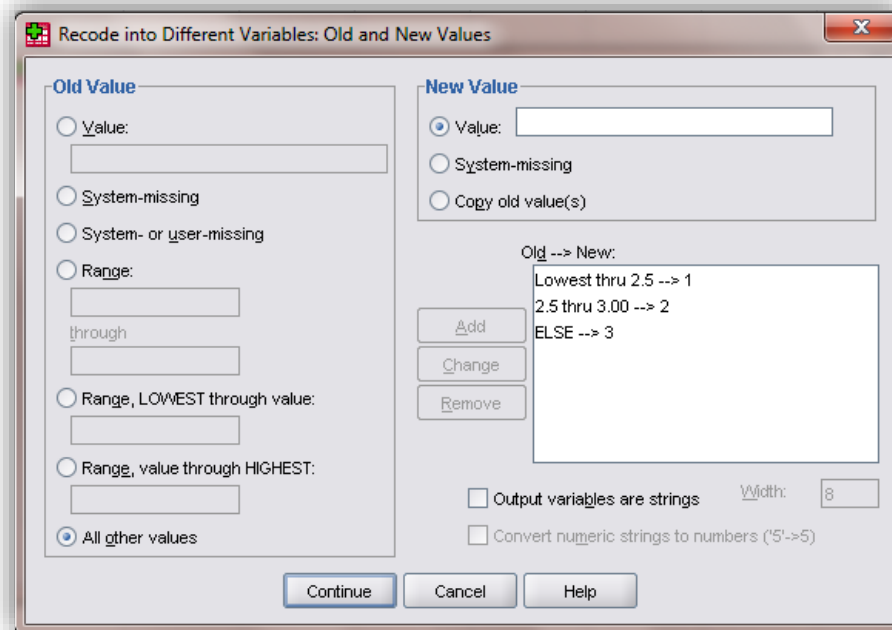 Recode into Different Variables: Old and New Values
Old Value
Value:
System-missing
System- or user-missing
Range:
through
Range, LOWEST through value:
Range, value through HIGHEST:
All other values
New Value
Value:
System-missing
Copy old value(s)
Old --> New:
Lowest thru 2.5 --> 1
2.5 thru 3.00 --> 2
ELSE --> 3
Add
Change
Remove
Output variables are strings Width: 8
Convert numeric strings to numbers ('5'->5)
Continue Cancel Help